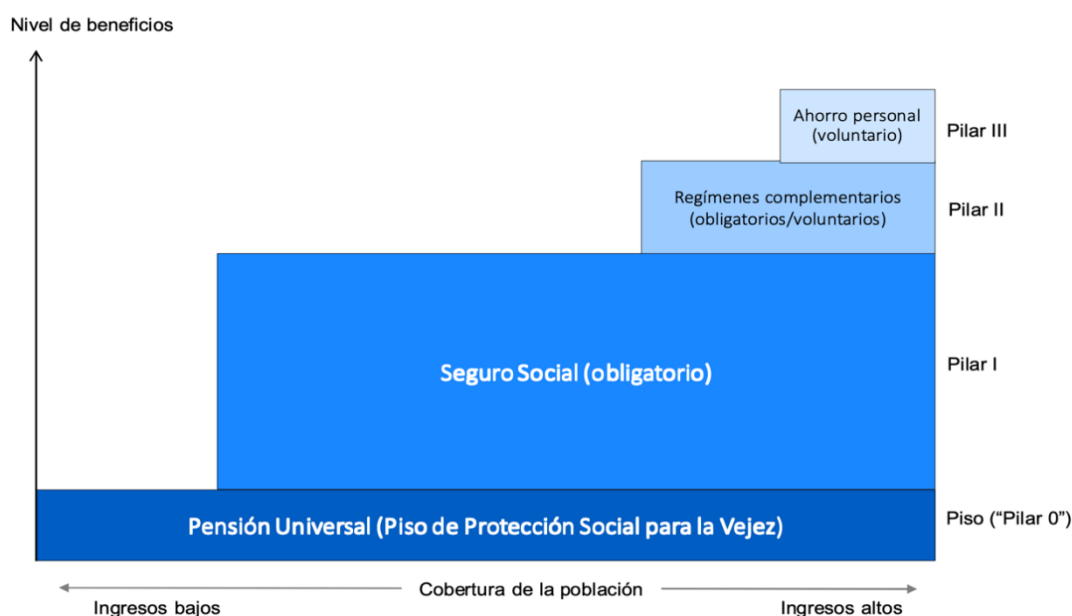 Nivel de beneficios
Ahorro personal
(voluntario)
Pilar III
Regímenes complementarios
(obligatorios/voluntarios)
Pilar II
Seguro Social (obligatorio)
Pilar I
Pensión Universal (Piso de Protección Social para la Vejez)
Piso (“Pilar 0”)
Cobertura de la población
Ingresos bajos
Ingresos altos